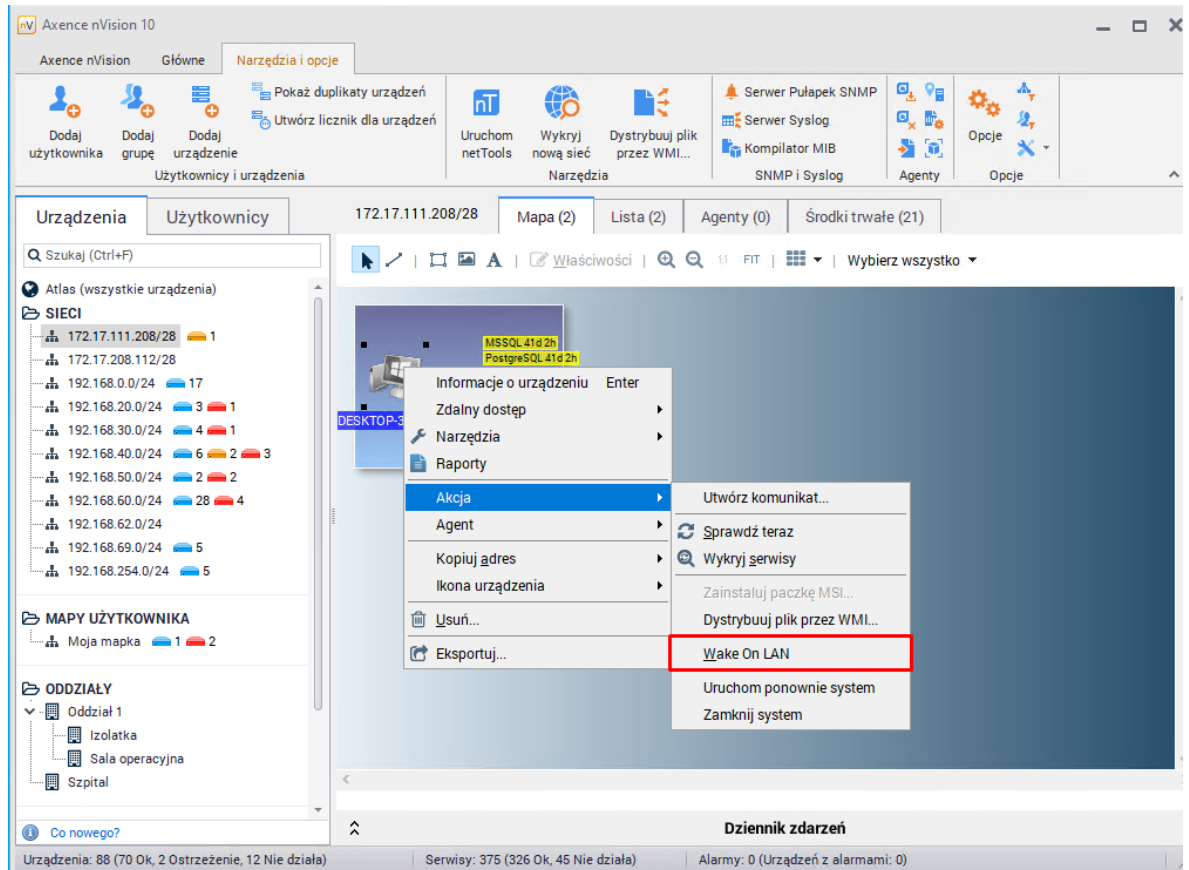 nV Axence nVision 10
Axence nVision Główne Narzędzia i opcje
Dodaj użytkownika
Dodaj grupę
Dodaj urządzenie
Pokaż duplikaty urządzeń
Utwórz licznik dla urządzeń
Użytkownicy i urządzenia
nT
Uruchom netTools
Wykryj nową sieć
Dystrybuuj plik przez WMI...
Narzędzia
Serwer Pułapek SNMP
Serwer Syslog
Kompilator MIB
SNMP i Syslog
Agenty
Opcje
Opcje
Urządzenia Użytkownicy
Szukaj (Ctrl+F)
Atlas (wszystkie urządzenia)
SIECI
172.17.111.208/28 1
172.17.208.112/28
192.168.0.0/24 17
192.168.20.0/24 3 1
192.168.30.0/24 4 1
192.168.40.0/24 6 2 3
192.168.50.0/24 2 2
192.168.60.0/24 28 4
192.168.62.0/24
192.168.69.0/24 5
192.168.254.0/24 5
MAPY UŻYTKOWNIKA
Moja mapka 1 2
ODDZIAŁY
Oddział 1
Izolatka
Sala operacyjna
Szpital
Co nowego?
172.17.111.208/28 Mapa (2) Lista (2) Agenty (0) Środki trwałe (21)
A Właściwości 1:1 FIT Wybierz wszystko
MSSQL 41d 2h
PostgreSQL 41d 2h
DESKTOP-3
Informacje o urządzeniu Enter
Zdalny dostęp
Narzędzia
Raporty
Akcja
Agent
Kopiuj adres
Ikona urządzenia
Usuń...
Eksportuj...
Utwórz komunikat...
Sprawdź teraz
Wykryj serwisy
Zainstaluj paczkę MSI...
Dystrybuuj plik przez WMI...
Wake On LAN
Uruchom ponownie system
Zamknij system
Dziennik zdarzeń
Urządzenia: 88 (70 Ok, 2 Ostrzeżenie, 12 Nie działa) Serwisy: 375 (326 Ok, 45 Nie działa) Alarmy: 0 (Urządzeń z alarmami: 0)